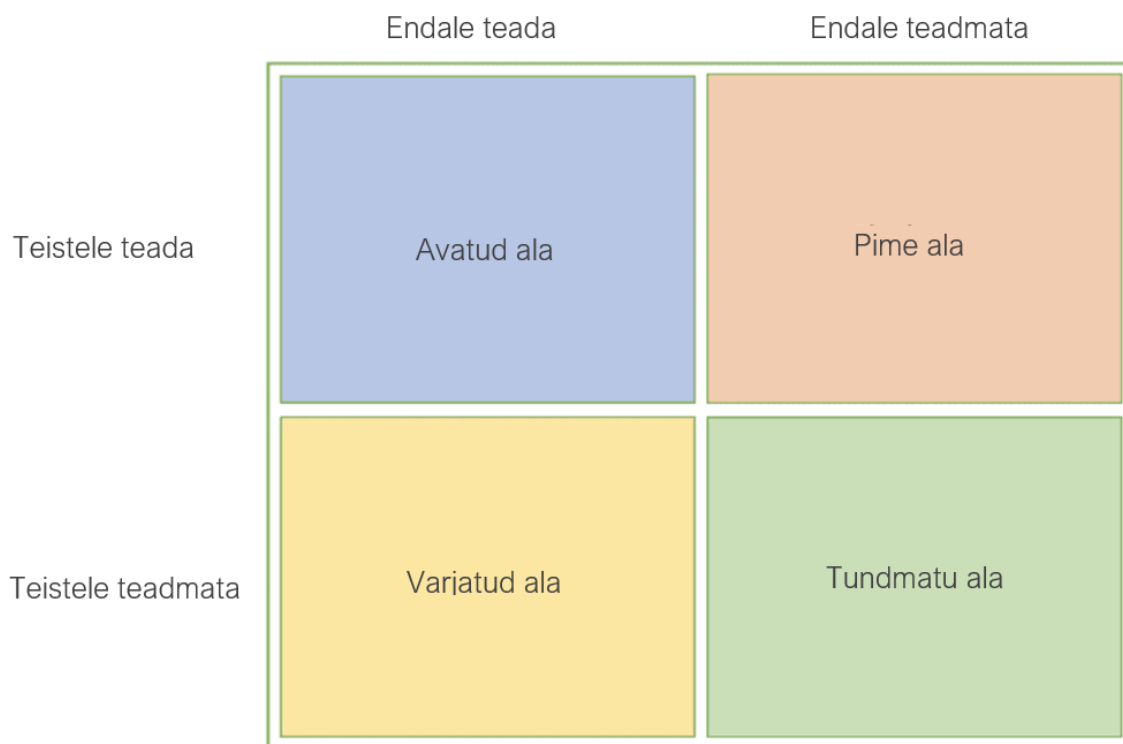 Endale teada
Endale teadmata
Teistele teada
Avatud ala
Pime ala
Teistele teadmata
Varjatud ala
Tundmatu ala